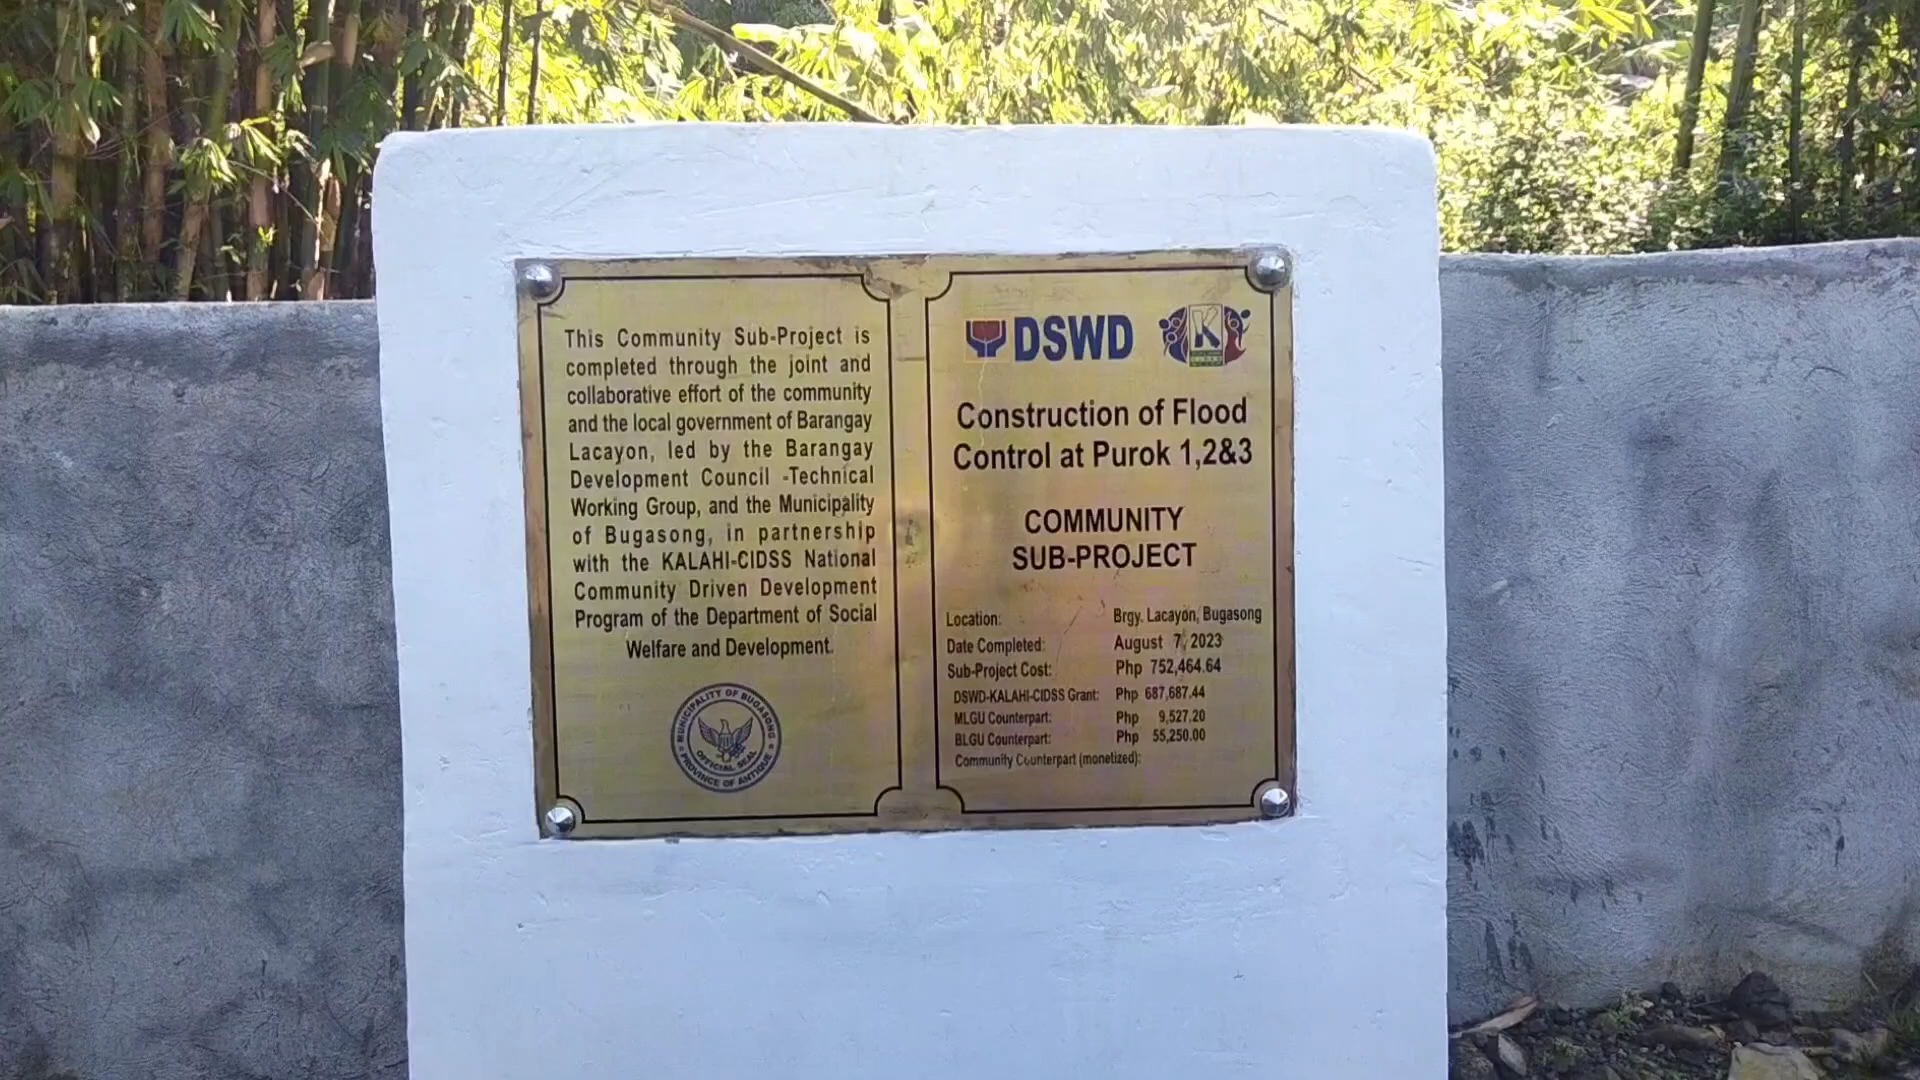 This Community Sub-Project is
completed through the joint and
collaborative effort of the community
and the local government of Barangay
Lacayon, led by the Barangay
Development Council -Technical
Working Group, and the Municipality
of Bugasong, in partnership
with the KALAHI-CIDSS National
Community Driven Development
Program of the Department of Social
Welfare and Development.
MUNICIPALITY OF BUGASONG
OFFICIAL SEAL
PROVINCE OF ANTIQUE
DSWD
K
Construction of Flood
Control at Purok 1,2&3
COMMUNITY
SUB-PROJECT
Location: Brgy. Lacayon, Bugasong
Date Completed: August 7, 2023
Sub-Project Cost: Php 752,464.64
DSWD-KALAHI-CIDSS Grant: Php 687,687.44
MLGU Counterpart: Php 9,527.20
BLGU Counterpart: Php 55,250.00
Community Counterpart (monetized):